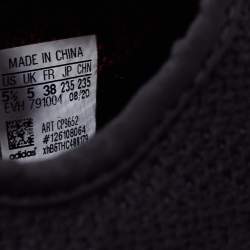 MADE IN CHINA
US UK FR JP CHN
5½ 5 38 235 235
EVH 791004 08/20
ART CP9652
#126108064
adidas